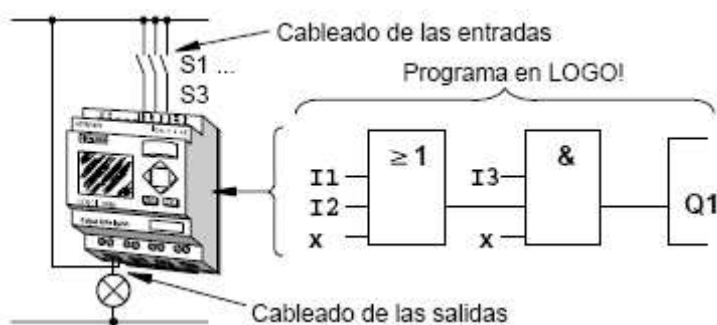 Cableado de las entradas
S1 ...
S3
Programa en LOGO!
≥1
&
I1
I2
x
I3
x
Q1
Cableado de las salidas